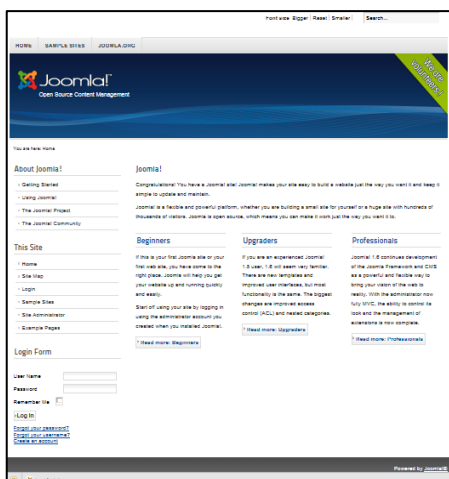 Font size Bigger Reset Smaller Search...
HOME SAMPLE SITES JOOMLA.ORG
Joomla!
Open Source Content Management
We are
volunteers!
You are here: Home
About Joomla!
Getting Started
Using Joomla!
The Joomla! Project
The Joomla! Community
This Site
Home
Site Map
Login
Sample Sites
Site Administrator
Example Pages
Login Form
User Name
Password
Remember Me
Log in
Forgot your password?
Forgot your username?
Create an account
Joomla!
Congratulations! You have a Joomla! site! Joomla! makes your site easy to build a website just the way you want it and keep it
simple to update and maintain.
Joomla! is a flexible and powerful platform, whether you are building a small site for yourself or a huge site with hundreds of
thousands of visitors. Joomla is open source, which means you can make it work just the way you want it to.
Beginners
If this is your first Joomla site or your
first web site, you have come to the
right place. Joomla will help you get
your website up and running quickly
and easily.
Start off using your site by logging in
using the administrator account you
created when you installed Joomla!.
Read more: Beginners
Upgraders
If you are an experienced Joomla!
1.5 user, 1.6 will seem very familiar.
There are new templates and
improved user interfaces, but most
functionality is the same. The biggest
changes are improved access
control (ACL) and nested categories.
Read more: Upgraders
Professionals
Joomla! 1.6 continues development
of the Joomla Framework and CMS
as a powerful and flexible way to
bring your vision of the web to
reality. With the administrator now
fully MVC, the ability to control its
look and the management of
extensions is now complete.
Read more: Professionals
Powered by Joomla!®